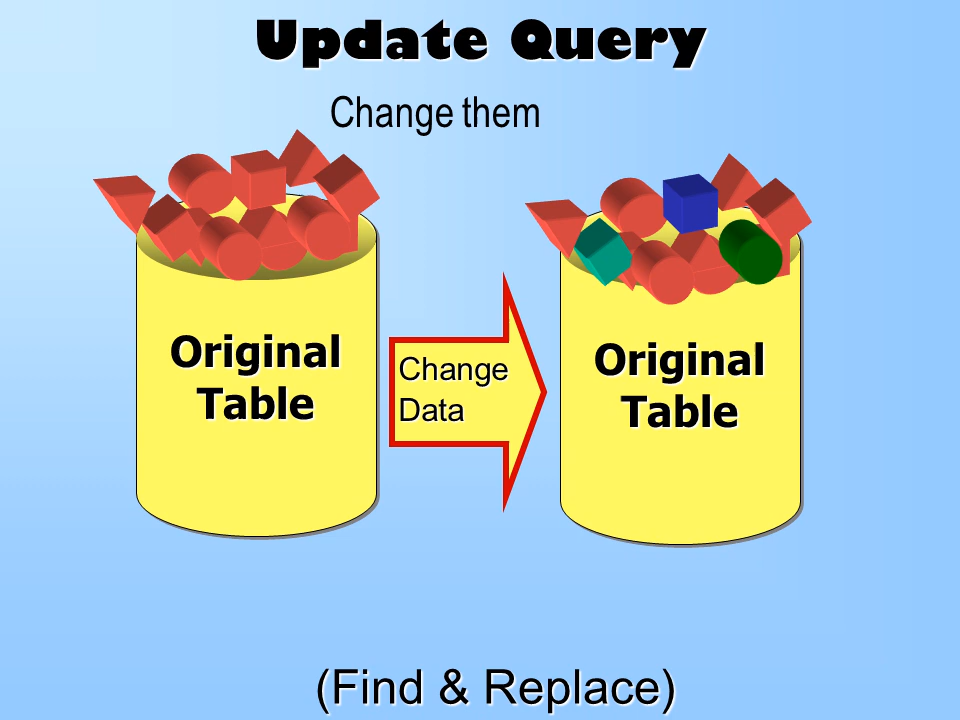 Update Query
Change them
Original
Table
Change
Data
Original
Table
(Find & Replace)